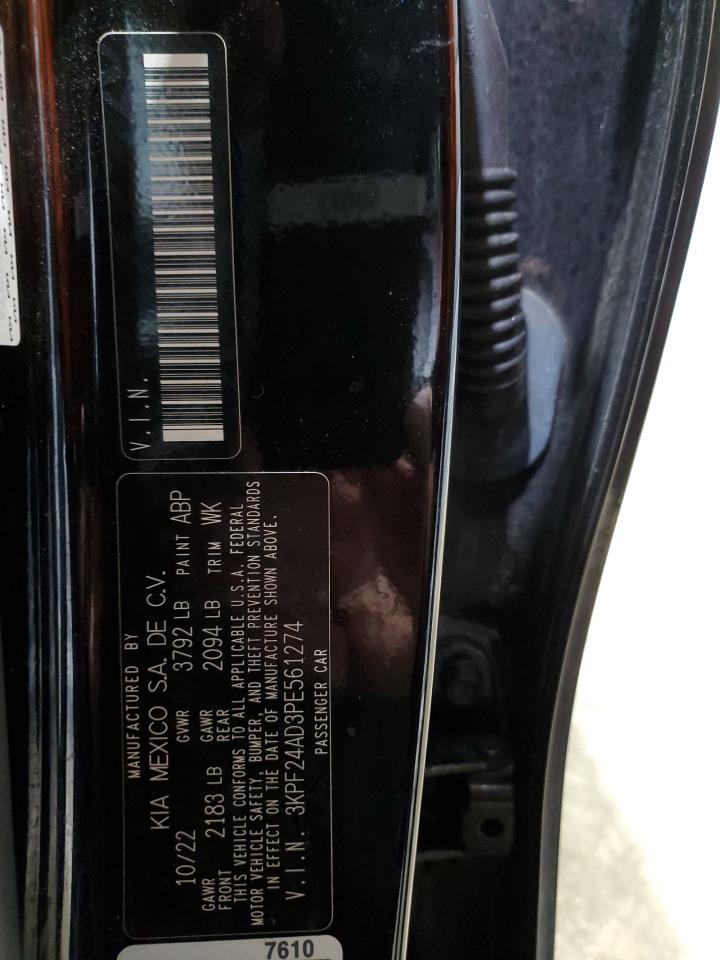 V.I.N.
MANUFACTURED BY
KIA MEXICO S.A. DE C.V.
10/22 GVWR 3792 LB PAINT ABP
GAWR FRONT 2183 LB GAWR REAR 2094 LB TRIM WK
THIS VEHICLE CONFORMS TO ALL APPLICABLE U.S.A. FEDERAL
MOTOR VEHICLE SAFETY, BUMPER, AND THEFT PREVENTION STANDARDS
IN EFFECT ON THE DATE OF MANUFACTURE SHOWN ABOVE.
V.I.N. 3KPF24AD3PE561274
PASSENGER CAR
7610